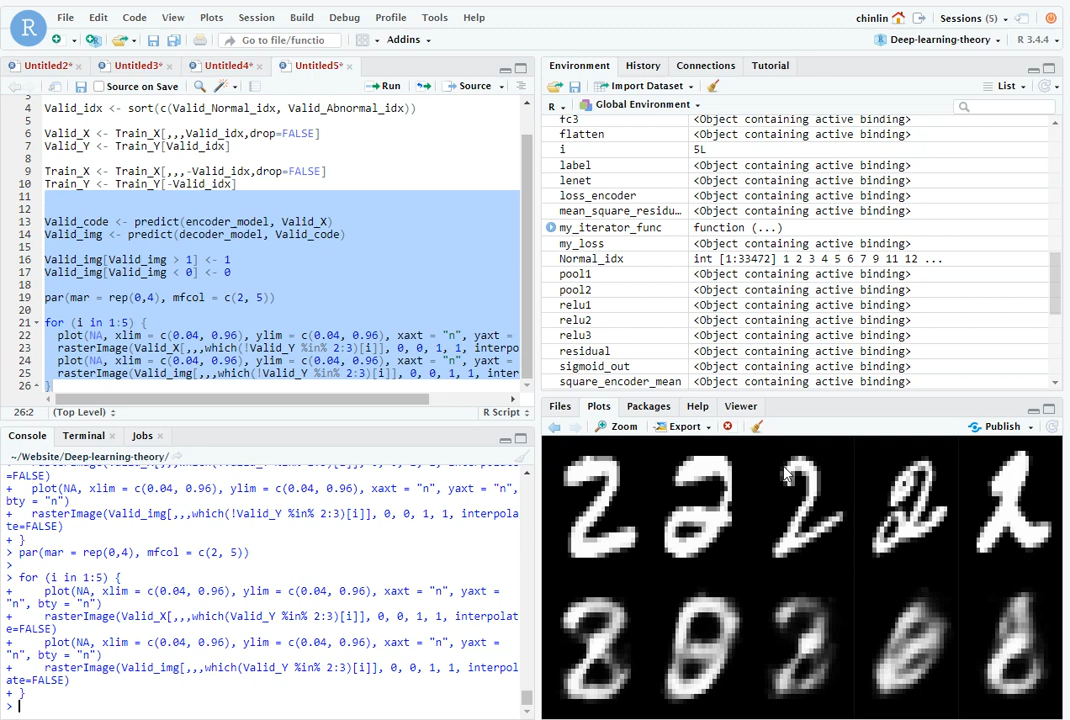 File Edit Code View Plots Session Build Debug Profile Tools Help
chinlin Sessions (5)
Go to file/functio Addins Deep-learning-theory R 3.4.4
Untitled2* Untitled3* Untitled4* Untitled5*
Source on Save Run Source
4 Valid_idx <- sort(c(Valid_Normal_idx, Valid_Abnormal_idx))
5
6 Valid_X <- Train_X[,,,Valid_idx,drop=FALSE]
7 Valid_Y <- Train_Y[Valid_idx]
8
9 Train_X <- Train_X[,,,-Valid_idx,drop=FALSE]
10 Train_Y <- Train_Y[-Valid_idx]
11
12
13 Valid_code <- predict(encoder_model, Valid_X)
14 Valid_img <- predict(decoder_model, Valid_code)
15
16 Valid_img[Valid_img > 1] <- 1
17 Valid_img[Valid_img < 0] <- 0
18
19 par(mar = rep(0,4), mfcol = c(2, 5))
20
21 for (i in 1:5) {
22 plot(NA, xlim = c(0.04, 0.96), ylim = c(0.04, 0.96), xaxt = "n", yaxt =
23 rasterImage(Valid_X[,,,which(!Valid_Y %in% 2:3)[i]], 0, 0, 1, 1, interpo
24 plot(NA, xlim = c(0.04, 0.96), ylim = c(0.04, 0.96), xaxt = "n", yaxt =
25 rasterImage(Valid_img[,,,which(!Valid_Y %in% 2:3)[i]], 0, 0, 1, 1, inter
26 }
26:2 (Top Level) R Script
Console Terminal Jobs
~/Website/Deep-learning-theory/
=FALSE)
+ plot(NA, xlim = c(0.04, 0.96), ylim = c(0.04, 0.96), xaxt = "n", yaxt = "n",
bty = "n")
+ rasterImage(Valid_img[,,,which(!Valid_Y %in% 2:3)[i]], 0, 0, 1, 1, interpola
te=FALSE)
+ }
> par(mar = rep(0,4), mfcol = c(2, 5))
>
> for (i in 1:5) {
+ plot(NA, xlim = c(0.04, 0.96), ylim = c(0.04, 0.96), xaxt = "n", yaxt =
"n", bty = "n")
+ rasterImage(Valid_X[,,,which(Valid_Y %in% 2:3)[i]], 0, 0, 1, 1, interpolat
e=FALSE)
+ plot(NA, xlim = c(0.04, 0.96), ylim = c(0.04, 0.96), xaxt = "n", yaxt =
"n", bty = "n")
+ rasterImage(Valid_img[,,,which(Valid_Y %in% 2:3)[i]], 0, 0, 1, 1, interpol
ate=FALSE)
+ }
>
Environment History Connections Tutorial
Import Dataset List
R Global Environment
fc3 <Object containing active binding>
flatten <Object containing active binding>
i 5L
label <Object containing active binding>
lenet <Object containing active binding>
loss_encoder <Object containing active binding>
mean_square_residu… <Object containing active binding>
my_iterator_func function (...)
my_loss <Object containing active binding>
Normal_idx int [1:33472] 1 2 3 4 5 6 7 9 11 12 ...
pool1 <Object containing active binding>
pool2 <Object containing active binding>
relu1 <Object containing active binding>
relu2 <Object containing active binding>
relu3 <Object containing active binding>
residual <Object containing active binding>
sigmoid_out <Object containing active binding>
square_encoder_mean <Object containing active binding>
Files Plots Packages Help Viewer
Zoom Export Publish
2 2 2 2 2